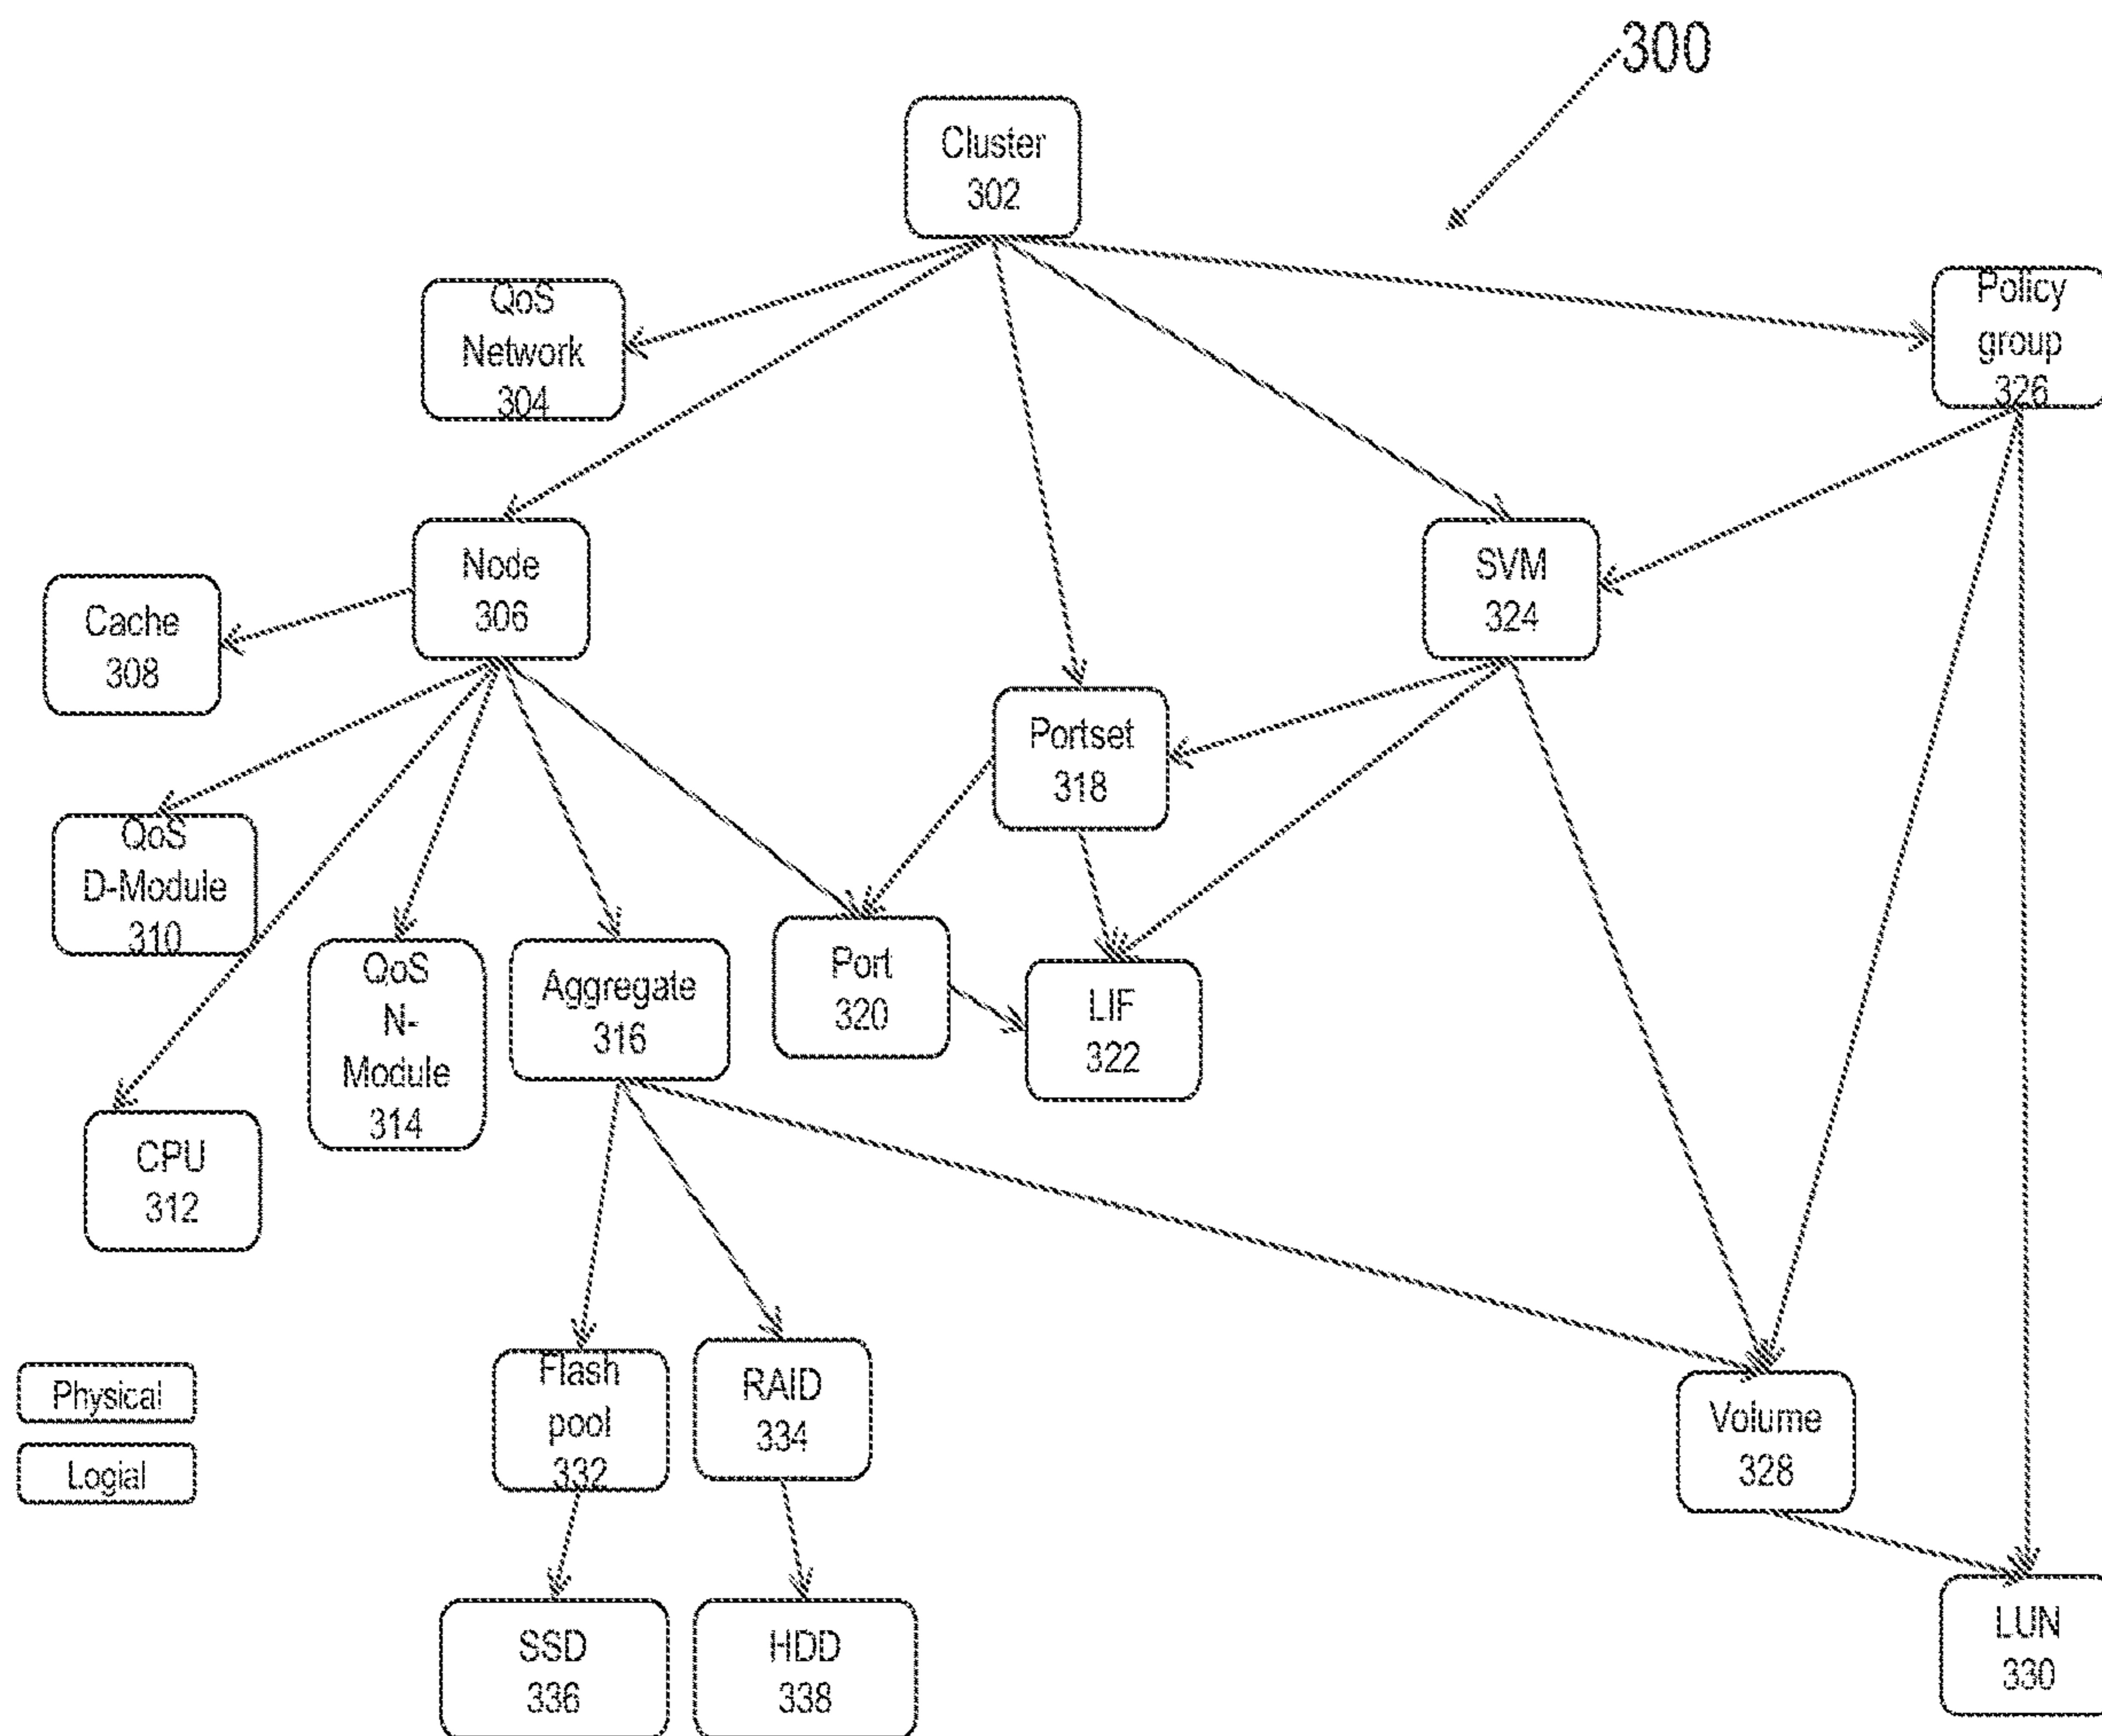 300
Cluster
302
QoS
Network
304
Policy
group
326
Node
306
SVM
324
Cache
308
Portset
318
QoS
D-Module
310
QoS
N-
Module
314
Aggregate
316
Port
320
LIF
322
CPU
312
Flash
pool
332
RAID
334
Physical
Logial
Volume
328
SSD
336
HDD
338
LUN
330